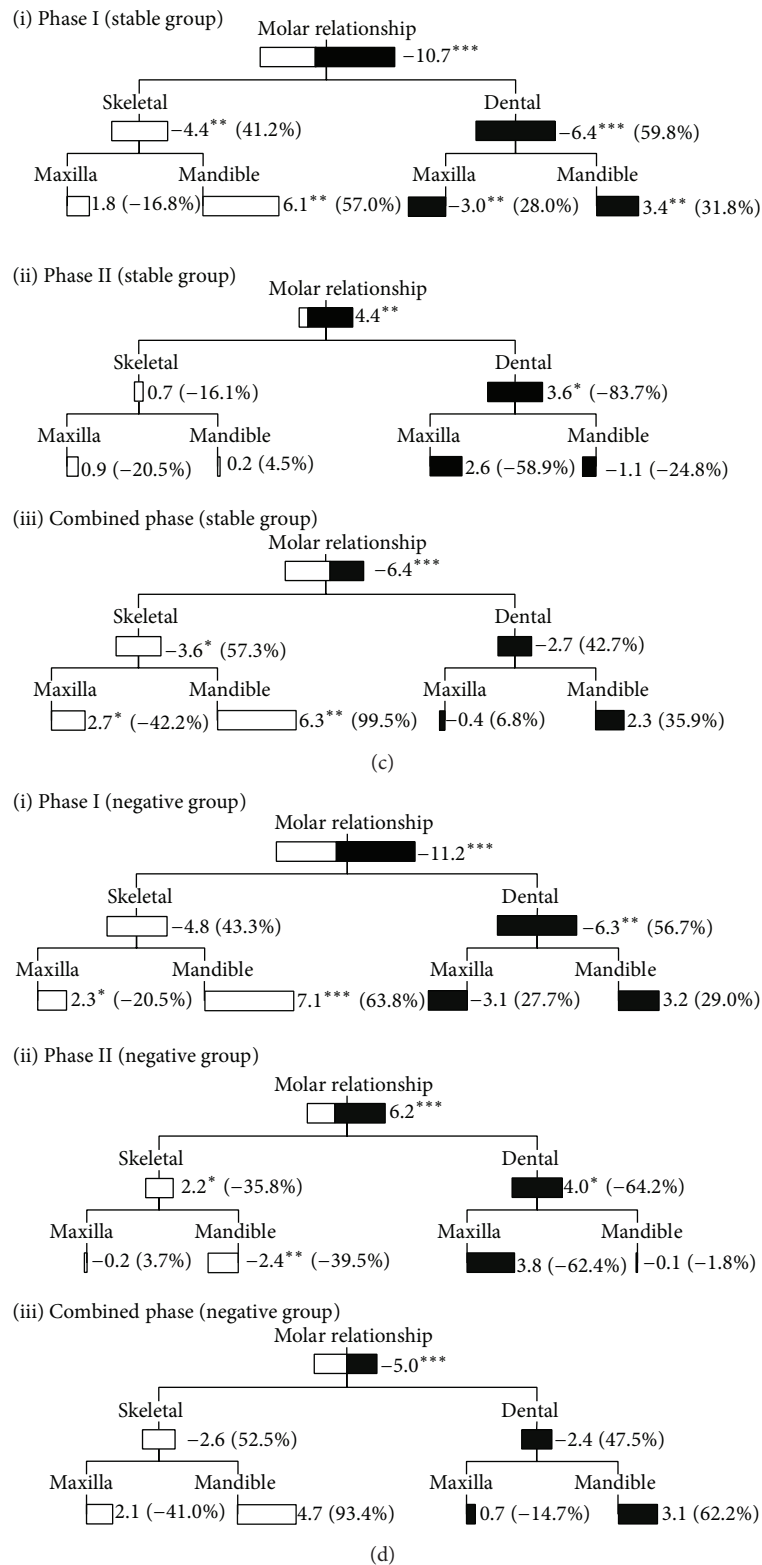 (i) Phase I (stable group)
Molar relationship
−10.7***
Skeletal Dental
−4.4** (41.2%) −6.4*** (59.8%)
Maxilla Mandible Maxilla Mandible
1.8 (−16.8%) 6.1** (57.0%) −3.0** (28.0%) 3.4** (31.8%)
(ii) Phase II (stable group)
Molar relationship
4.4**
Skeletal Dental
0.7 (−16.1%) 3.6* (−83.7%)
Maxilla Mandible Maxilla Mandible
0.9 (−20.5%) 0.2 (4.5%) 2.6 (−58.9%) −1.1 (−24.8%)
(iii) Combined phase (stable group)
Molar relationship
−6.4***
Skeletal Dental
−3.6* (57.3%) −2.7 (42.7%)
Maxilla Mandible Maxilla Mandible
2.7* (−42.2%) 6.3** (99.5%) −0.4 (6.8%) 2.3 (35.9%)
(c)
(i) Phase I (negative group)
Molar relationship
−11.2***
Skeletal Dental
−4.8 (43.3%) −6.3** (56.7%)
Maxilla Mandible Maxilla Mandible
2.3* (−20.5%) 7.1*** (63.8%) −3.1 (27.7%) 3.2 (29.0%)
(ii) Phase II (negative group)
Molar relationship
6.2***
Skeletal Dental
2.2* (−35.8%) 4.0* (−64.2%)
Maxilla Mandible Maxilla Mandible
−0.2 (3.7%) −2.4** (−39.5%) 3.8 (−62.4%) −0.1 (−1.8%)
(iii) Combined phase (negative group)
Molar relationship
−5.0***
Skeletal Dental
−2.6 (52.5%) −2.4 (47.5%)
Maxilla Mandible Maxilla Mandible
2.1 (−41.0%) 4.7 (93.4%) 0.7 (−14.7%) 3.1 (62.2%)
(d)